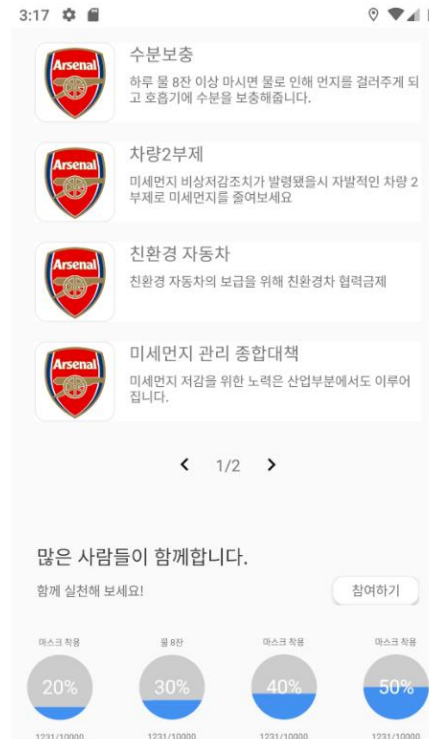 3:17
Arsenal
수분보충
하루 물 8잔 이상 마시면 물로 인해 먼지를 걸러주게 되
고 호흡기에 수분을 보충해줍니다.
Arsenal
차량2부제
미세먼지 비상저감조치가 발령됐을시 자발적인 차량 2
부제로 미세먼지를 줄여보세요
Arsenal
친환경 자동차
친환경 자동차의 보급을 위해 친환경차 협력금제
Arsenal
미세먼지 관리 종합대책
미세먼지 저감을 위한 노력은 산업부분에서도 이루어
집니다.
1/2
많은 사람들이 함께합니다.
함께 실천해 보세요!
참여하기
마스크 착용
물 8잔
마스크 착용
마스크 착용
20%
30%
40%
50%
1231/10000
1231/10000
1231/10000
1231/10000